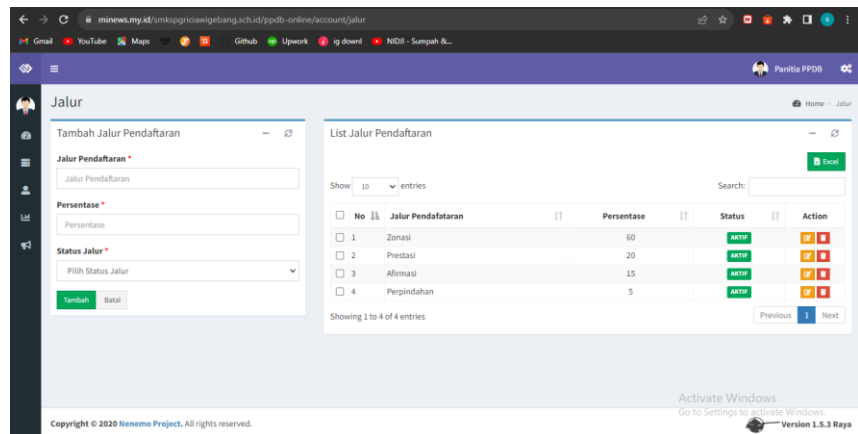 minews.my.id/smkspgriciawigebang.sch.id/ppdb-online/account/jalur
Gmail YouTube Maps Github Upwork ig downl NIDJI - Sumpah &...
Panitia PPDB
Jalur
Home Jalur
Tambah Jalur Pendaftaran
Jalur Pendaftaran *
Jalur Pendaftaran
Persentase *
Persentase
Status Jalur *
Pilih Status Jalur
Tambah Batal
List Jalur Pendaftaran
Excel
Show 10 entries Search:
No Jalur Pendafataran Persentase Status Action
1 Zonasi 60 AKTIF
2 Prestasi 20 AKTIF
3 Afirmasi 15 AKTIF
4 Perpindahan 5 AKTIF
Showing 1 to 4 of 4 entries
Previous 1 Next
Activate Windows
Go to Settings to activate Windows.
Copyright © 2020 Nenemo Project. All rights reserved.
Version 1.5.3 Raya